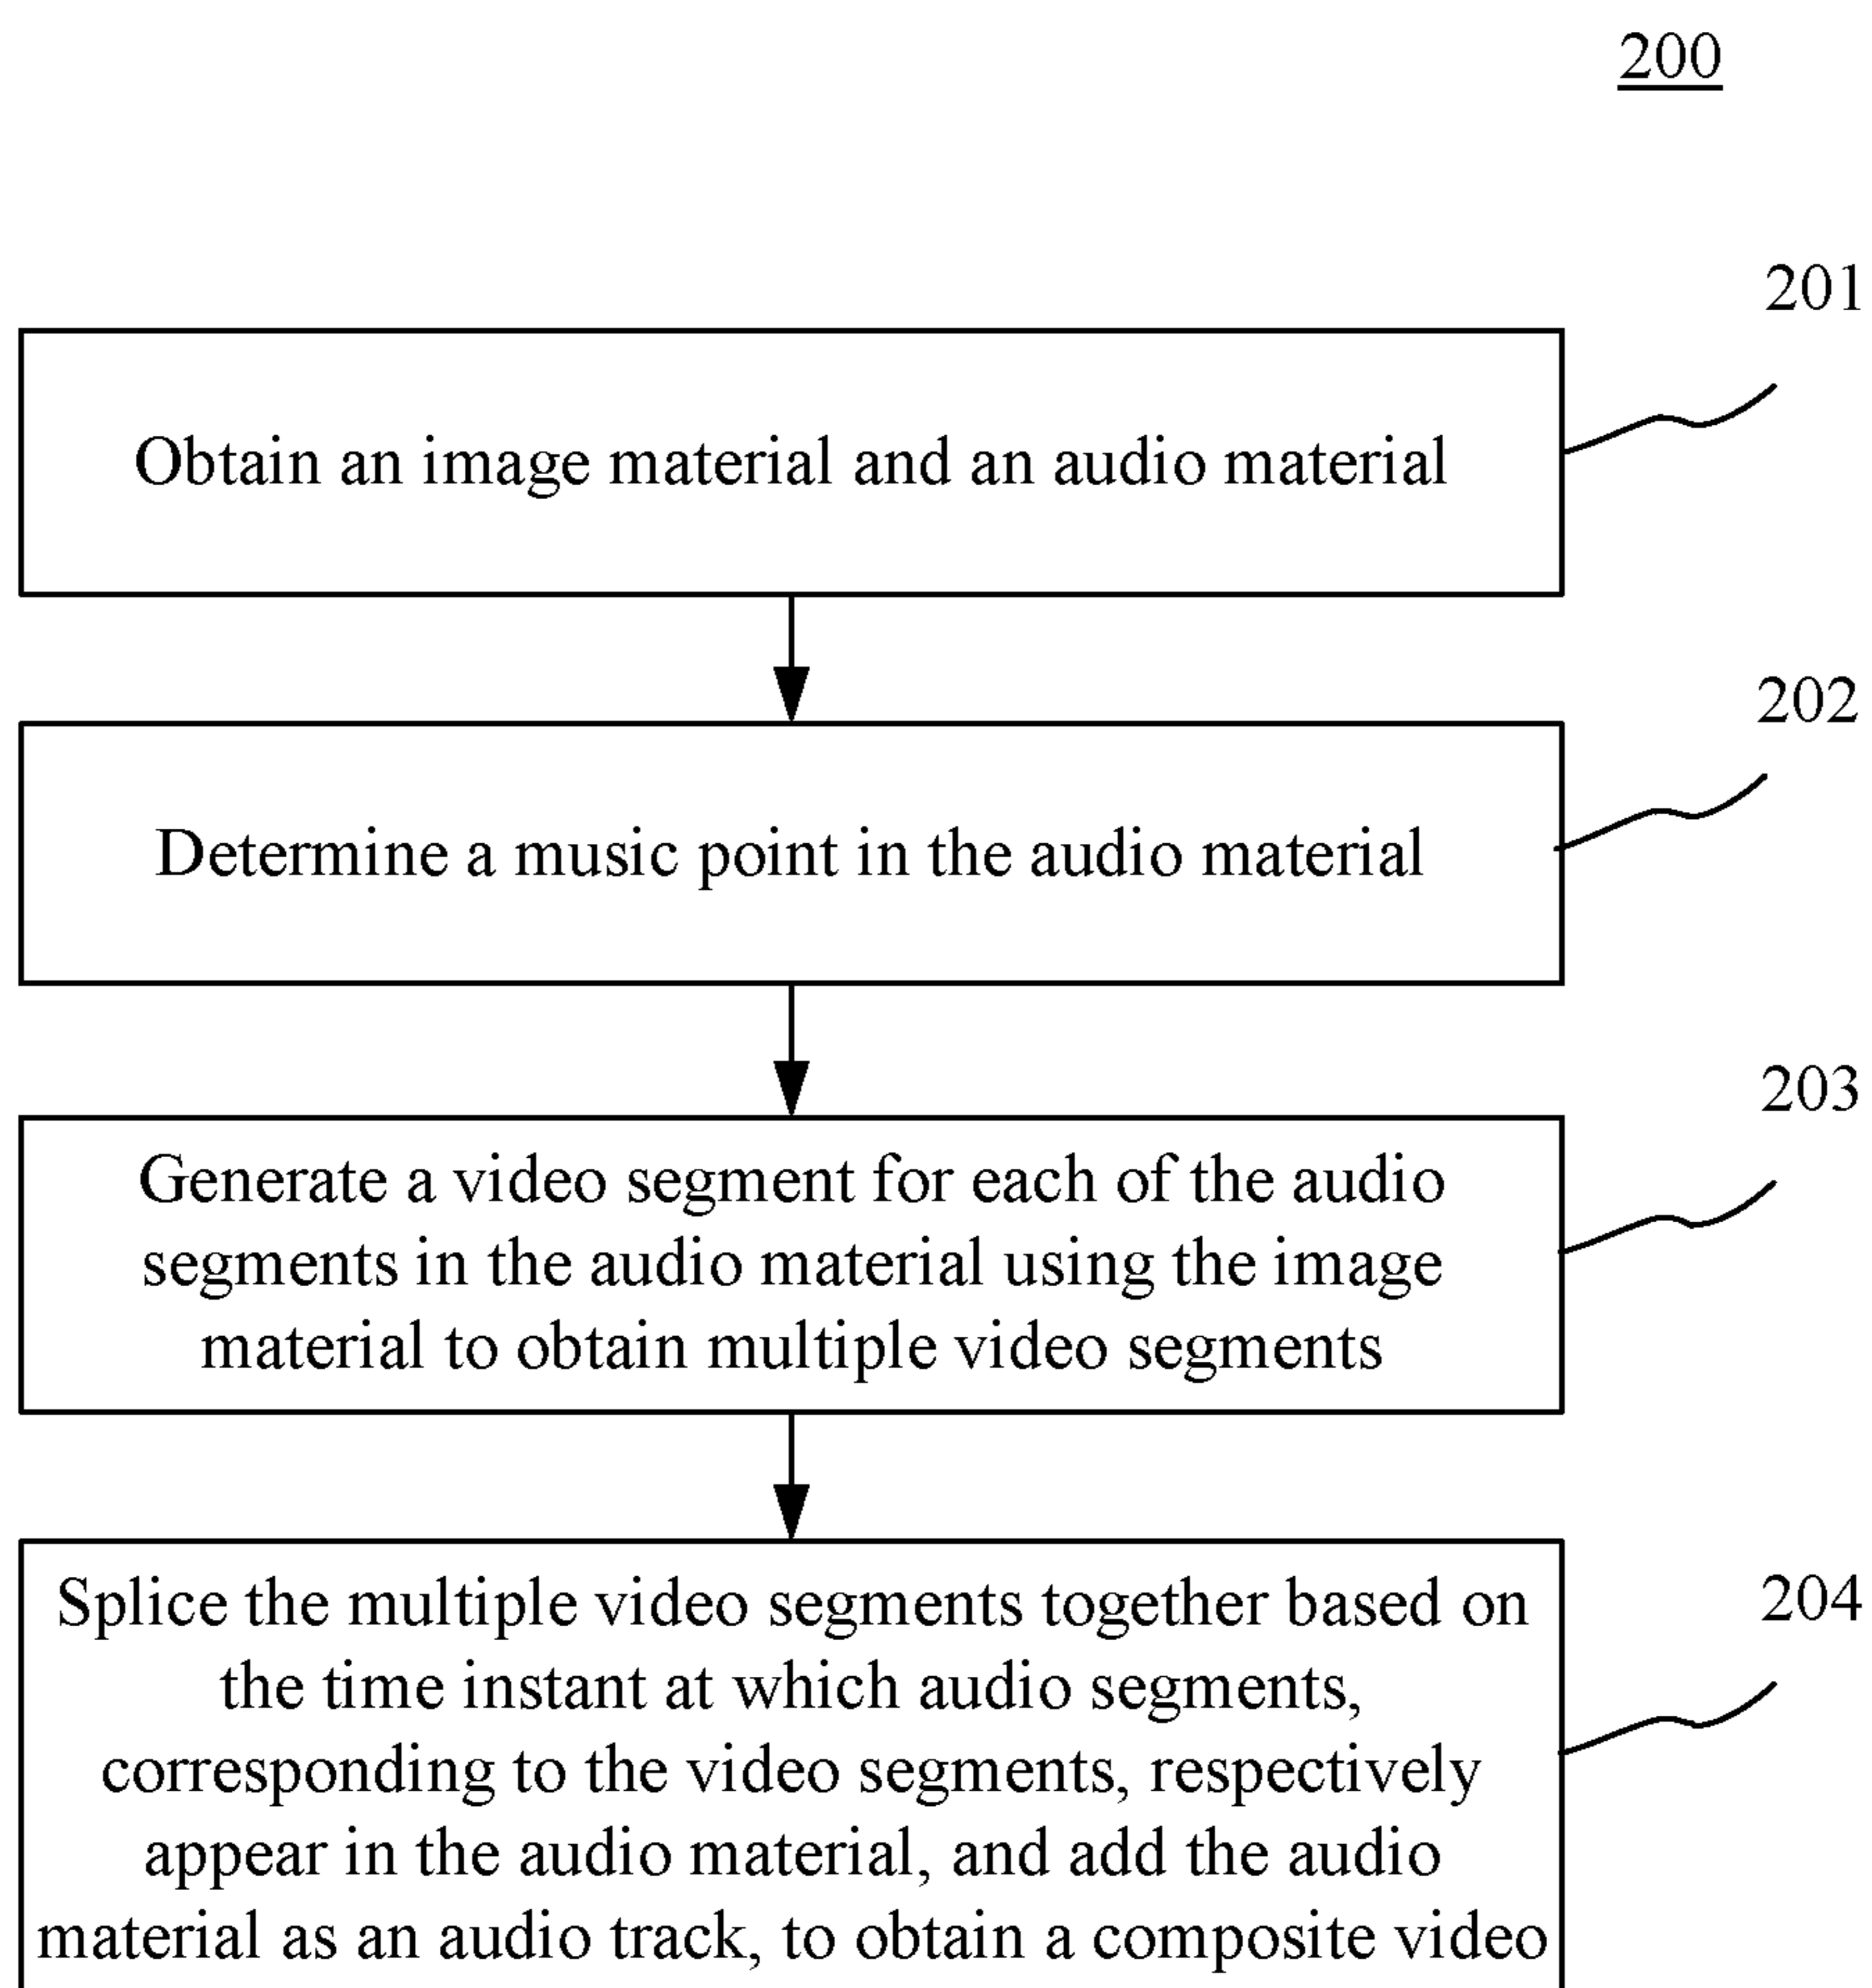 200
201
Obtain an image material and an audio material
202
Determine a music point in the audio material
203
Generate a video segment for each of the audio
segments in the audio material using the image
material to obtain multiple video segments
204
Splice the multiple video segments together based on
the time instant at which audio segments,
corresponding to the video segments, respectively
appear in the audio material, and add the audio
material as an audio track, to obtain a composite video